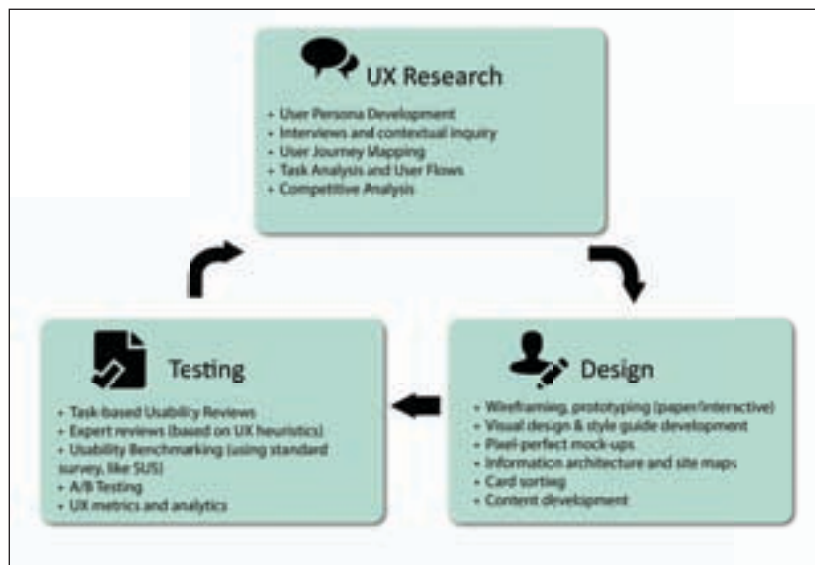 UX Research
+ User Persona Development
+ Interviews and contextual inquiry
+ User Journey Mapping
+ Task Analysis and User Flows
+ Competitive Analysis
Testing
+ Task-based Usability Reviews
+ Expert reviews (based on UX heuristics)
+ Usability Benchmarking (using standard
survey, like SUS)
+ A/B Testing
+ UX metrics and analytics
Design
+ Wireframing, prototyping (paper/interactive)
+ Visual design & style guide development
+ Pixel-perfect mock-ups
+ Information architecture and site maps
+ Card sorting
+ Content development